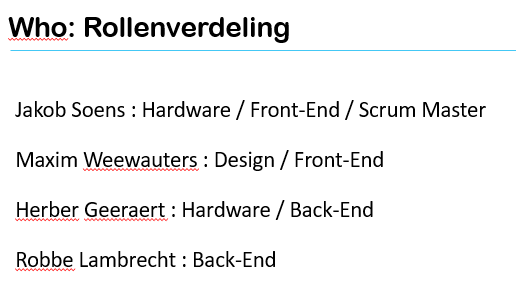 Who: Rollenverdeling
Jakob Soens : Hardware / Front-End / Scrum Master
Maxim Weewauters : Design / Front-End
Herber Geeraert : Hardware / Back-End
Robbe Lambrecht : Back-End